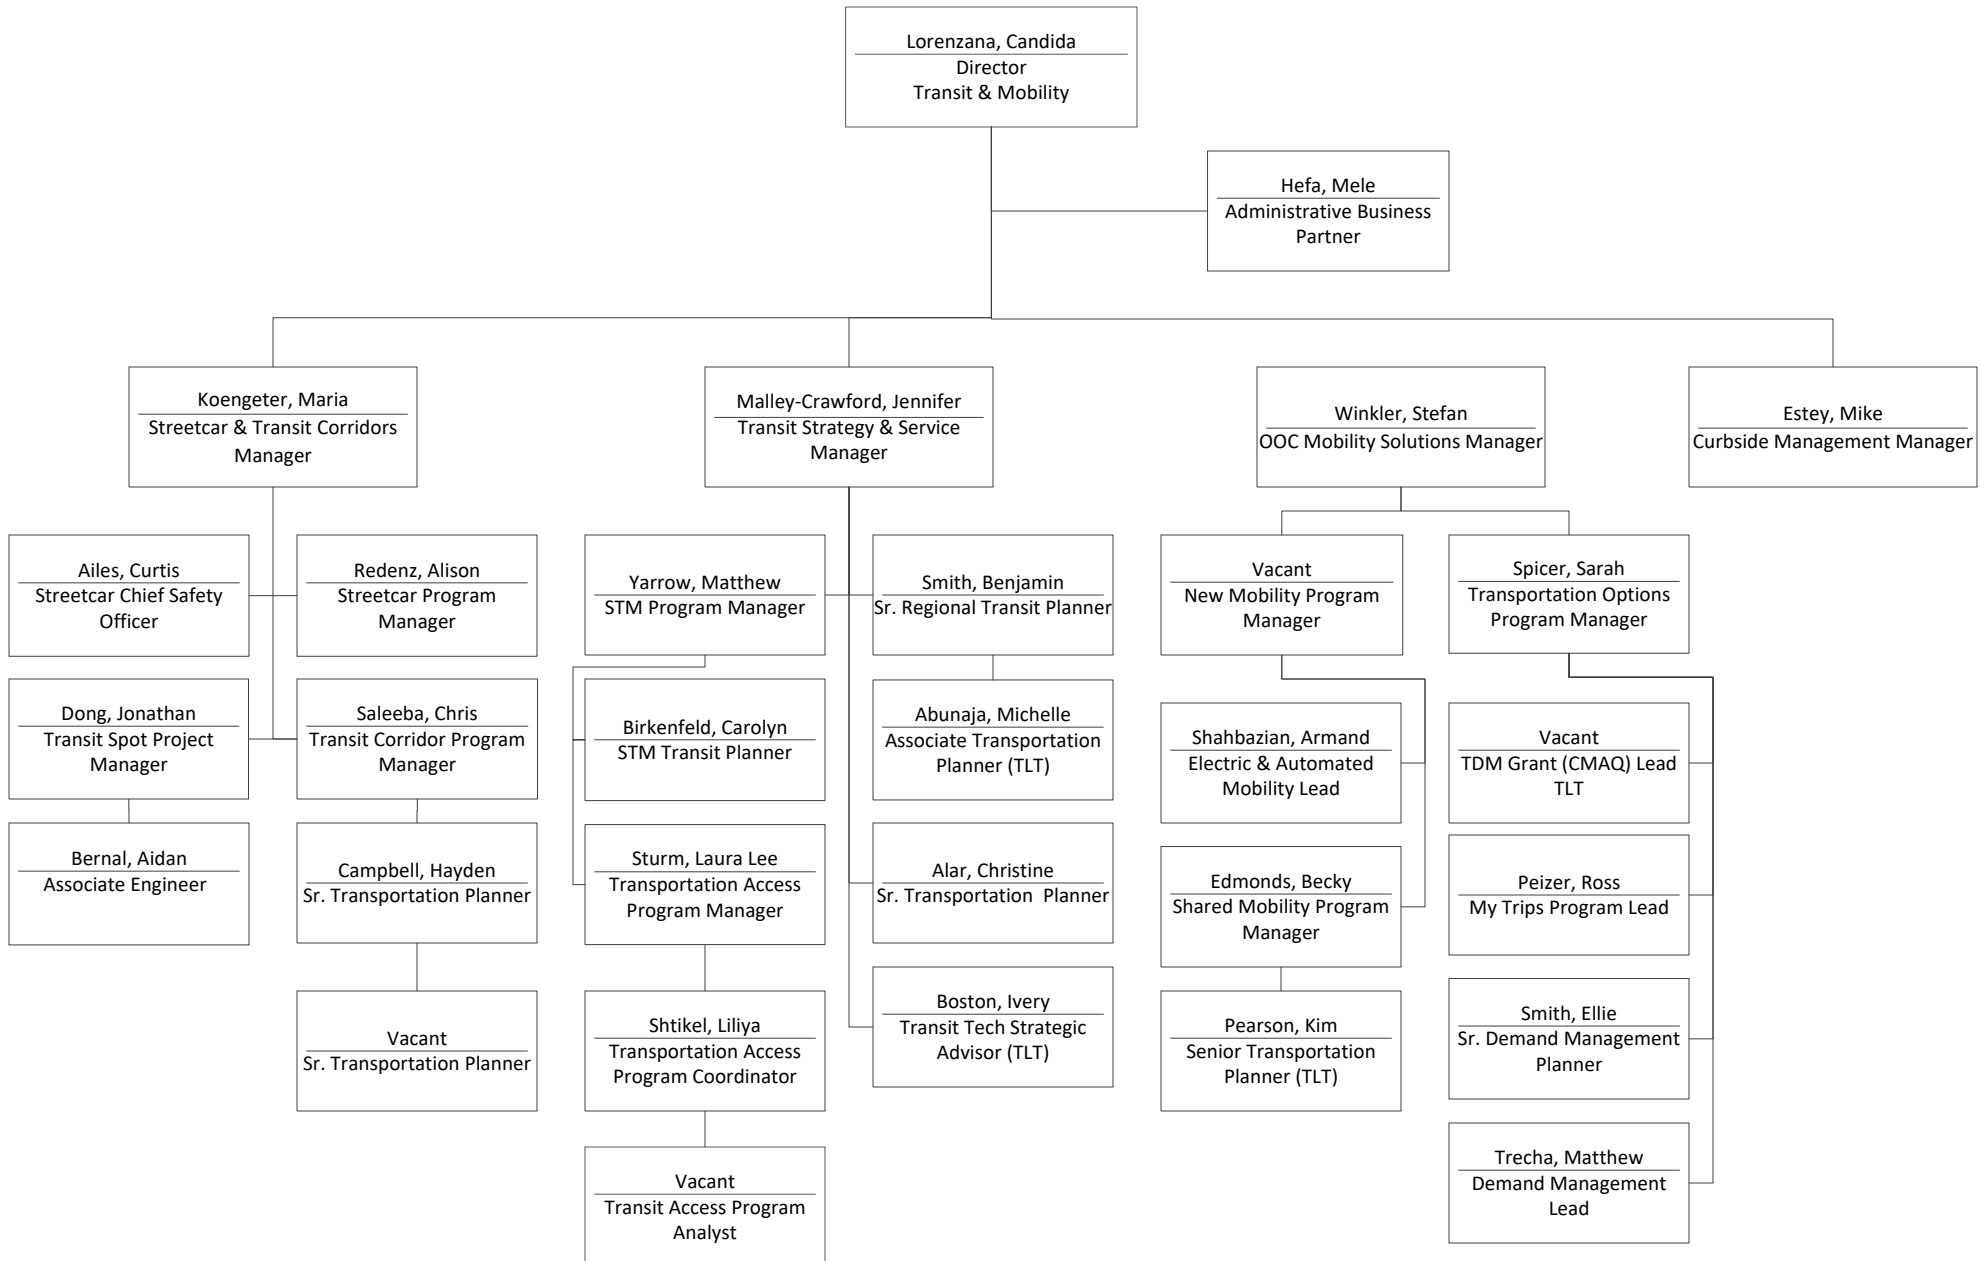 Lorenzana, Candida
Director
Transit & Mobility
Hefa, Mele
Administrative Business
Partner
Koengeter, Maria
Streetcar & Transit Corridors
Manager
Malley-Crawford, Jennifer
Transit Strategy & Service
Manager
Winkler, Stefan
OOC Mobility Solutions Manager
Estey, Mike
Curbside Management Manager
Ailes, Curtis
Streetcar Chief Safety
Officer
Redenz, Alison
Streetcar Program
Manager
Yarrow, Matthew
STM Program Manager
Smith, Benjamin
Sr. Regional Transit Planner
Vacant
New Mobility Program
Manager
Spicer, Sarah
Transportation Options
Program Manager
Dong, Jonathan
Transit Spot Project
Manager
Saleeba, Chris
Transit Corridor Program
Manager
Birkenfeld, Carolyn
STM Transit Planner
Abunaja, Michelle
Associate Transportation
Planner (TLT)
Shahbazian, Armand
Electric & Automated
Mobility Lead
Vacant
TDM Grant (CMAQ) Lead
TLT
Bernal, Aidan
Associate Engineer
Campbell, Hayden
Sr. Transportation Planner
Sturm, Laura Lee
Transportation Access
Program Manager
Alar, Christine
Sr. Transportation  Planner
Edmonds, Becky
Shared Mobility Program
Manager
Peizer, Ross
My Trips Program Lead
Vacant
Sr. Transportation Planner
Shtikel, Liliya
Transportation Access
Program Coordinator
Boston, Ivery
Transit Tech Strategic
Advisor (TLT)
Pearson, Kim
Senior Transportation
Planner (TLT)
Smith, Ellie
Sr. Demand Management
Planner
Vacant
Transit Access Program
Analyst
Trecha, Matthew
Demand Management
Lead